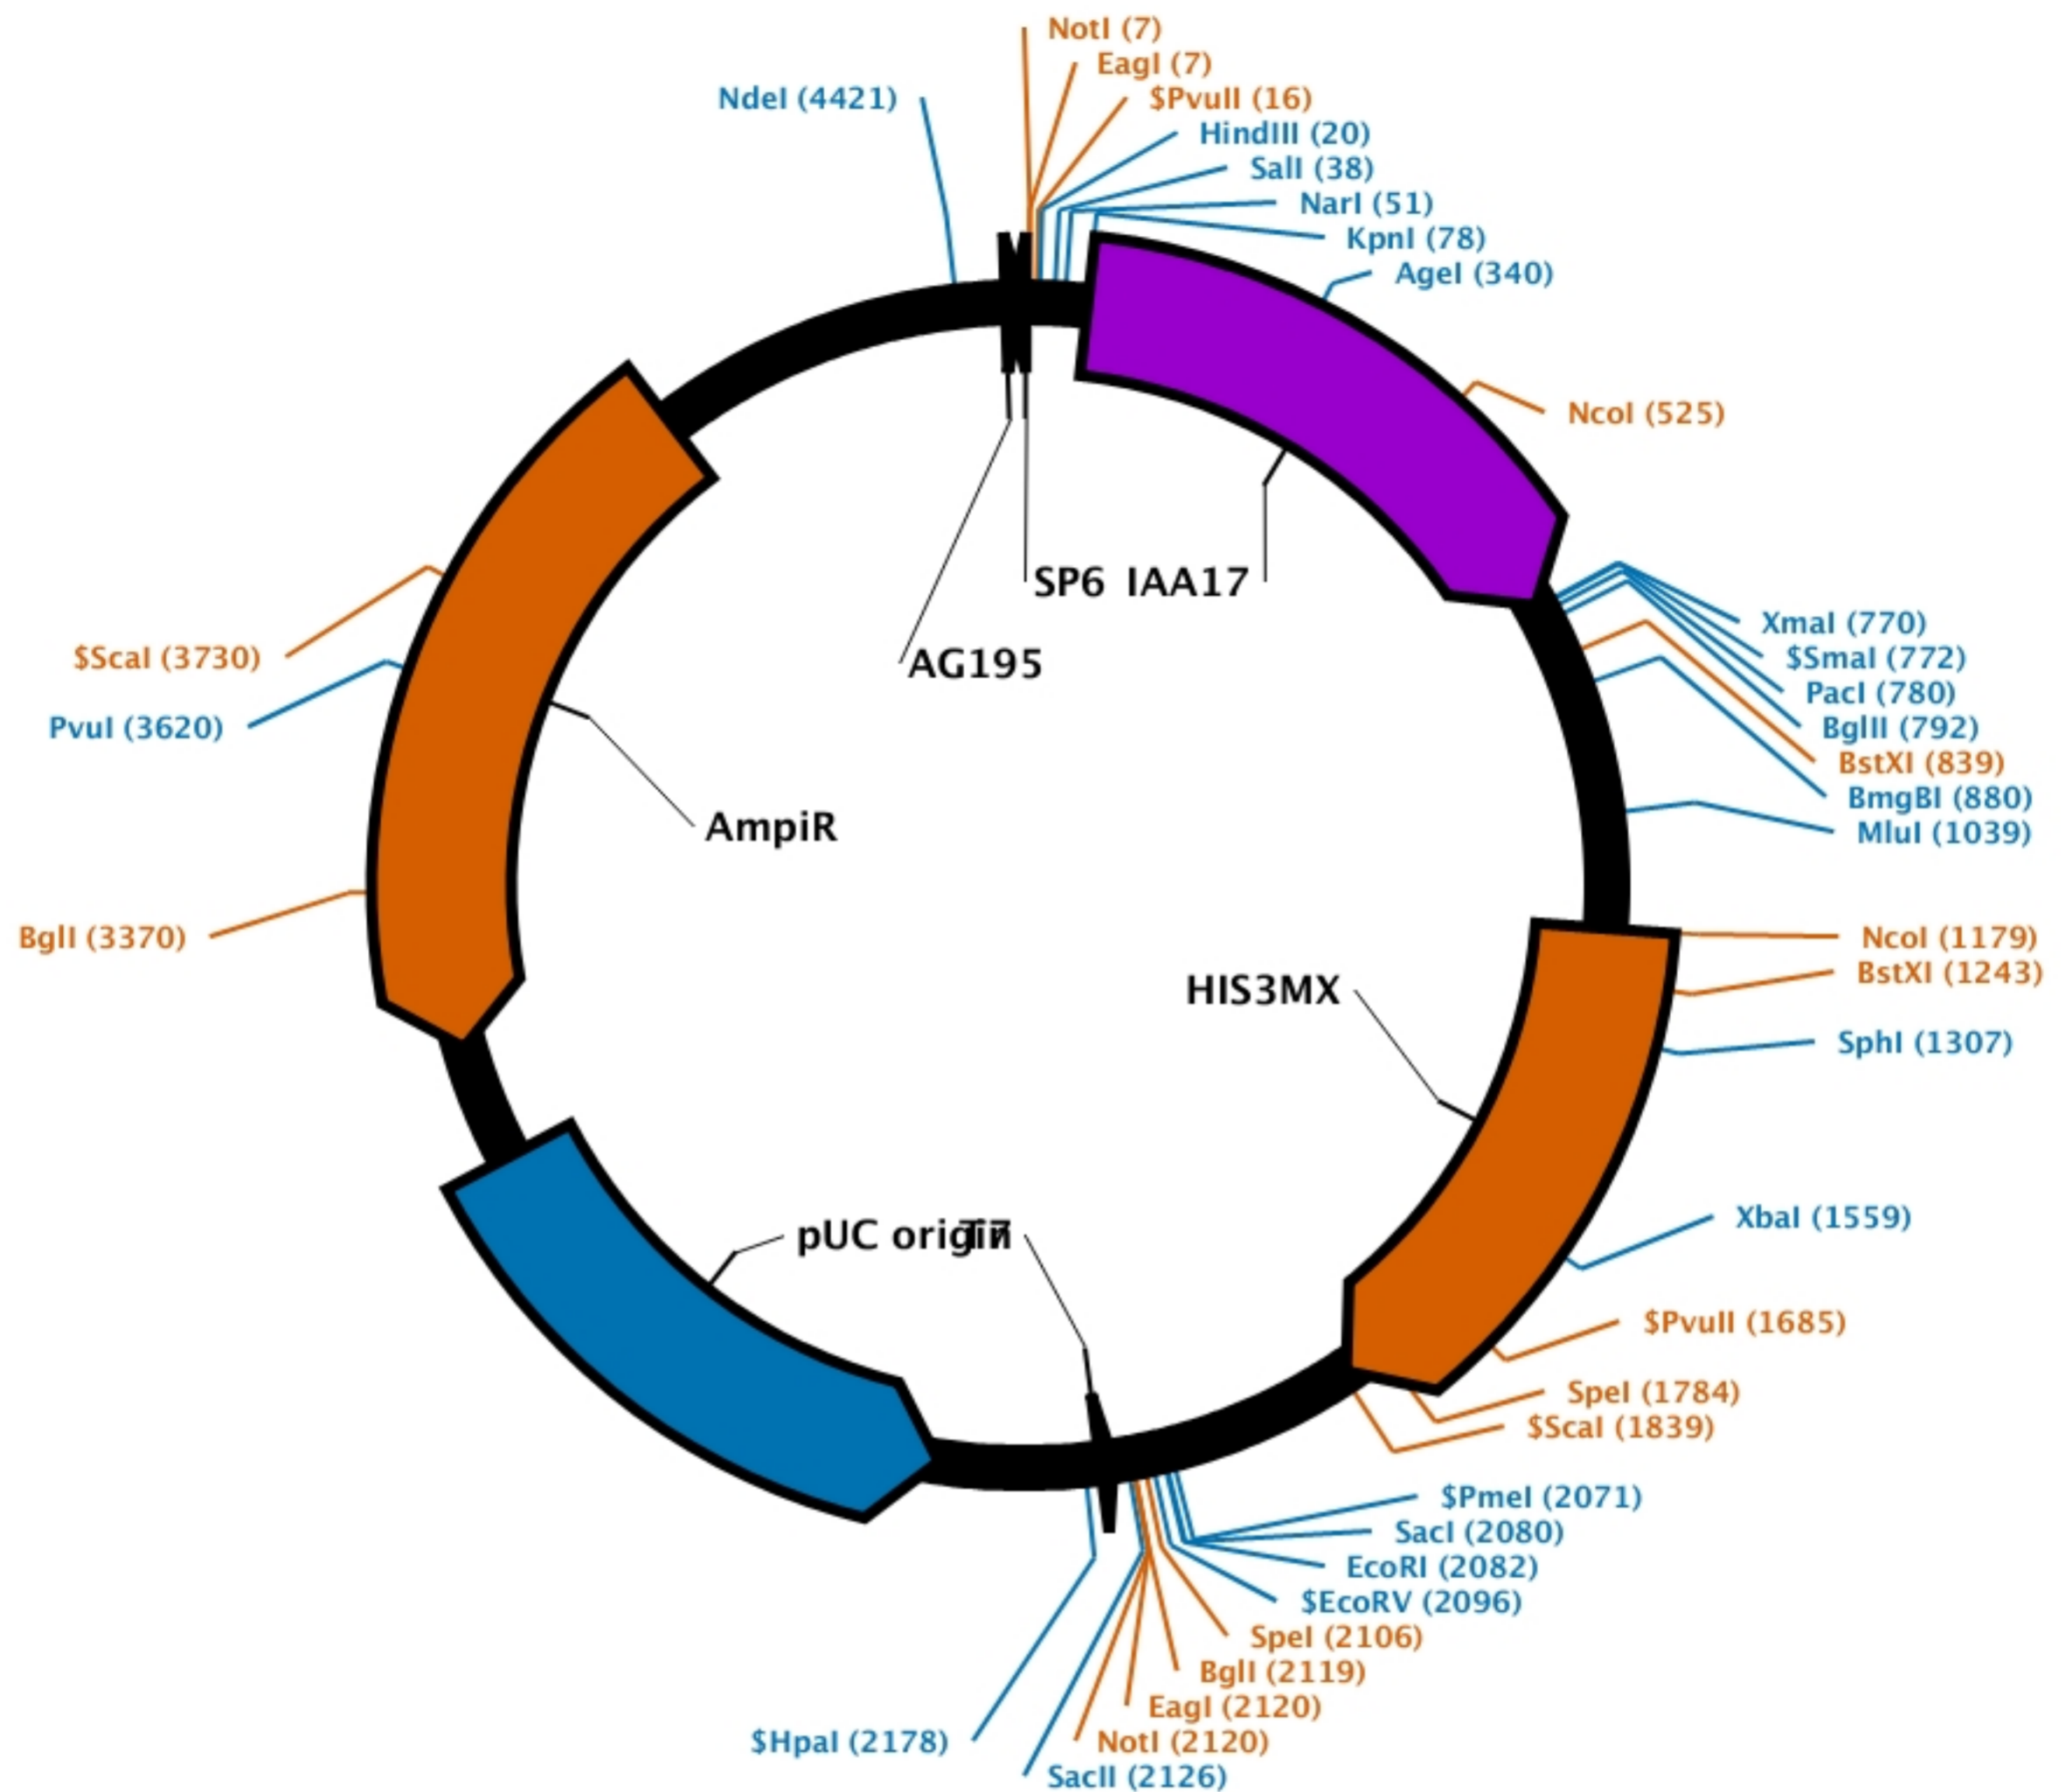 NotI (7)
EagI (7)
NdeI (4421)
$PvuII (16)
HindIII (20)
SalI (38)
NarI (51)
KpnI (78)
AgeI (340)
NcoI (525)
SP6
IAA17
XmaI (770)
$ScaI (3730)
AG195
$SmaI (772)
PacI (780)
PvuI (3620)
BglII (792)
BstXI (839)
BmgBI (880)
AmpiR
MluI (1039)
BglI (3370)
NcoI (1179)
BstXI (1243)
HIS3MX
SphI (1307)
XbaI (1559)
pUC origin
T7
$PvuII (1685)
SpeI (1784)
$ScaI (1839)
$PmeI (2071)
SacI (2080)
EcoRI (2082)
$EcoRV (2096)
SpeI (2106)
BglI (2119)
EagI (2120)
$HpaI (2178)
NotI (2120)
SacII (2126)